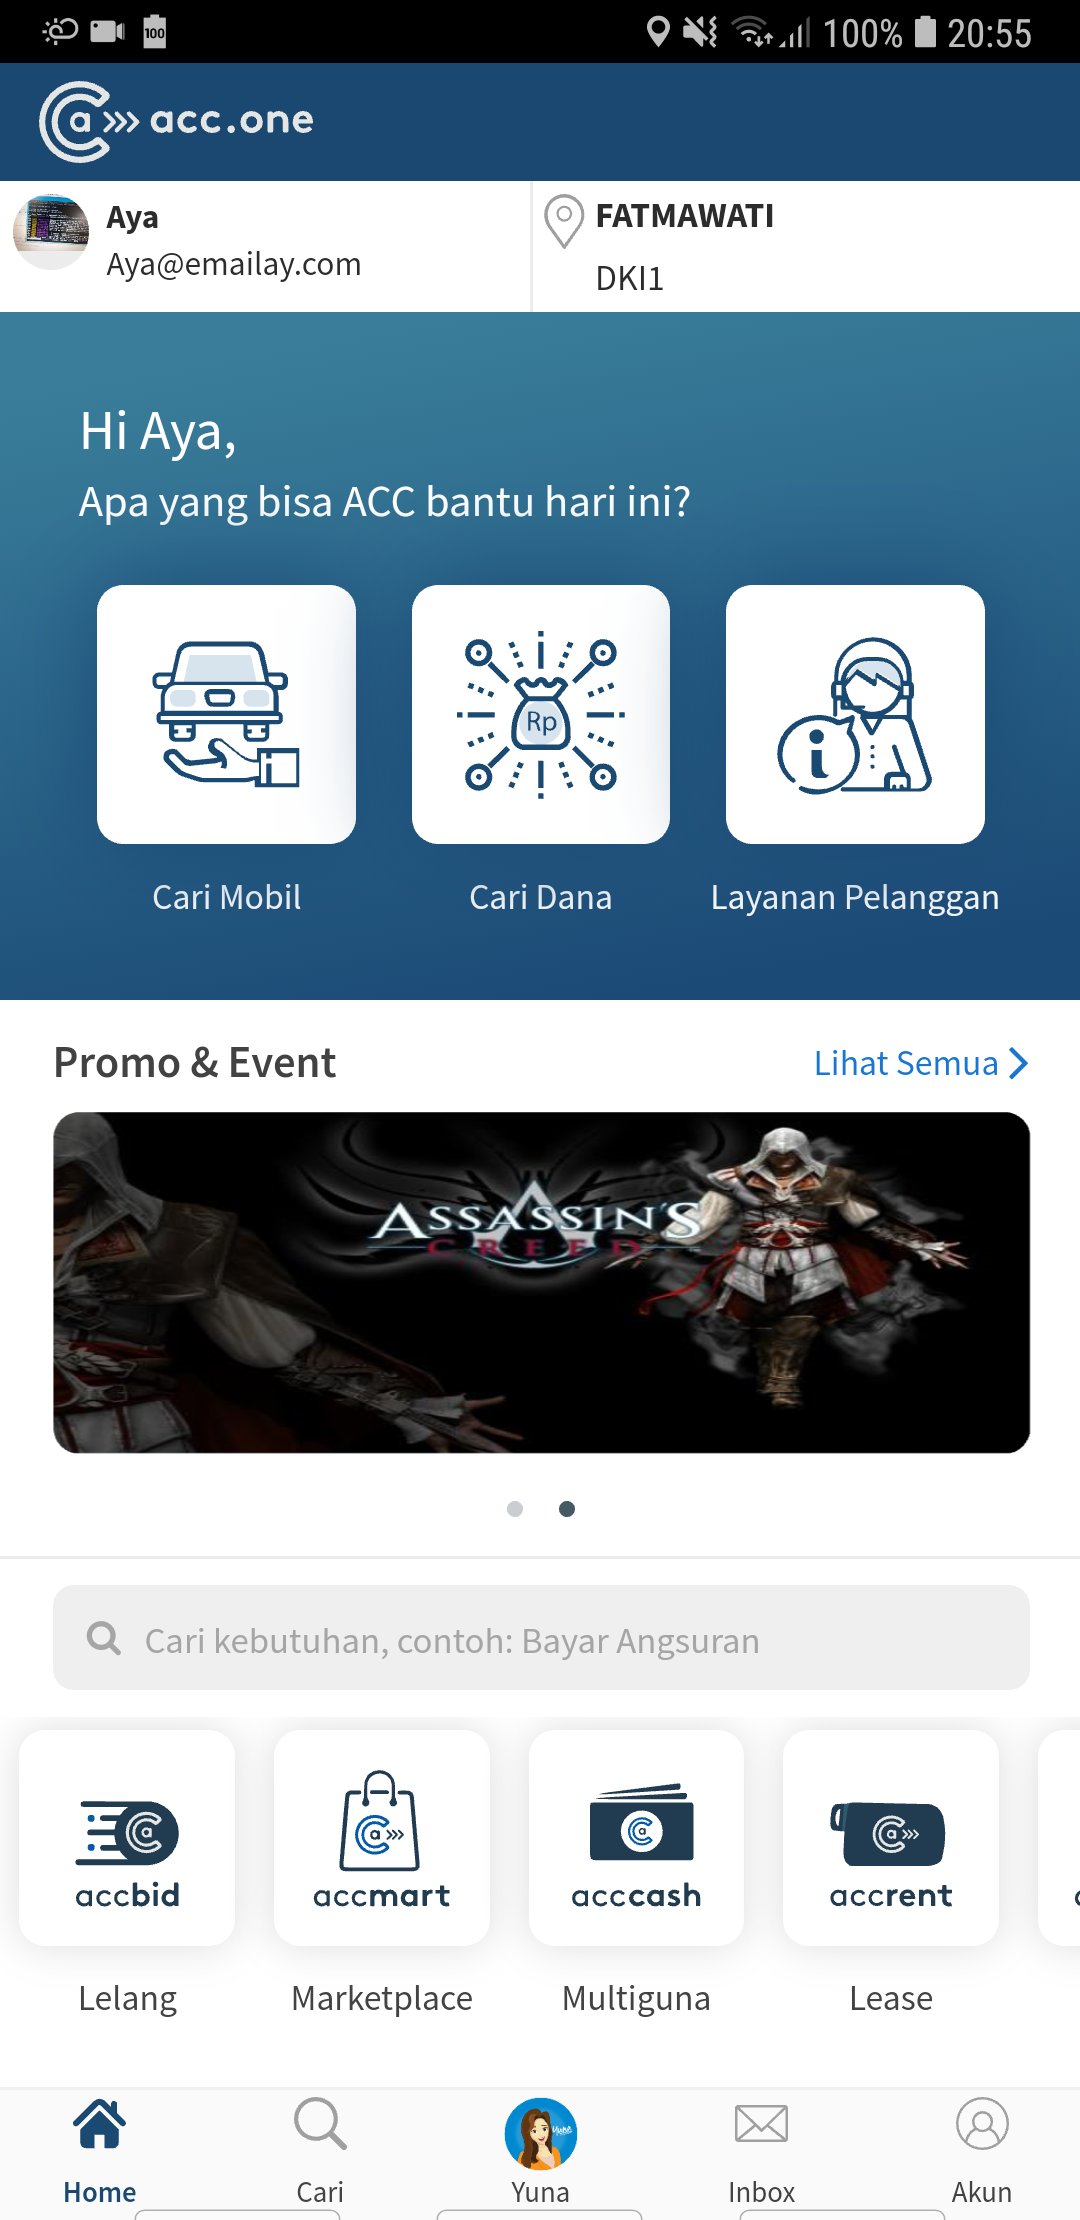 100
100%
20:55
a
acc.one
Aya
Aya@emailay.com
FATMAWATI
DKI1
Hi Aya,
Apa yang bisa ACC bantu hari ini?
Rp
i
Cari Mobil
Cari Dana
Layanan Pelanggan
Promo & Event
Lihat Semua
ASSASSIN'S
CREED
Cari kebutuhan, contoh: Bayar Angsuran
a
a
a
a
accbid
accmart
acccash
accrent
Lelang
Marketplace
Multiguna
Lease
Yuna
Home
Cari
Yuna
Inbox
Akun